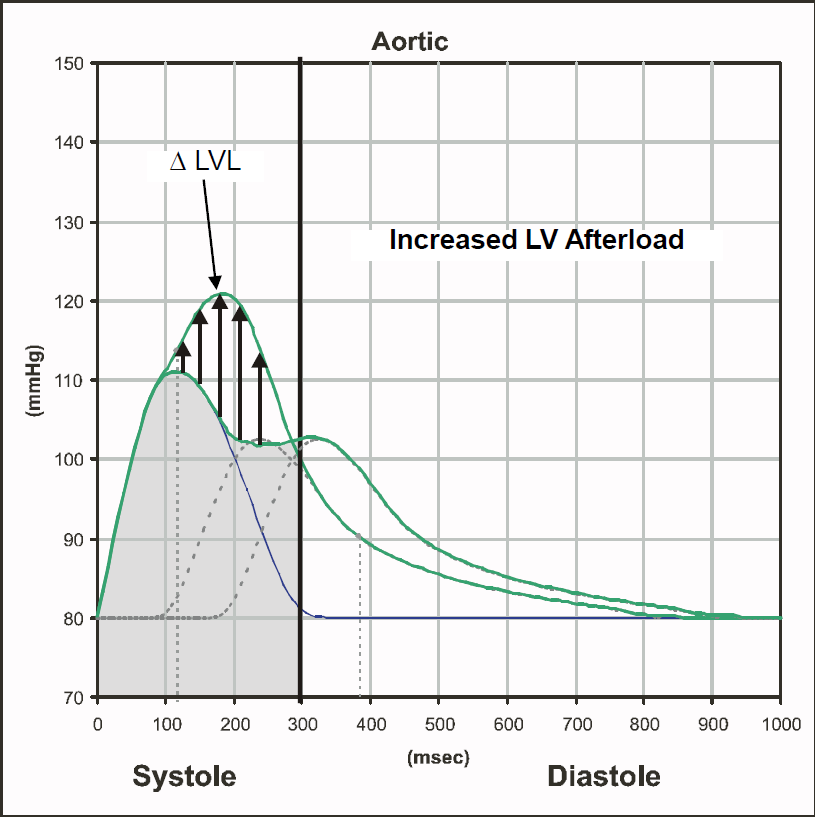 Aortic
150
140
Δ LVL
130
Increased LV Afterload
120
110
(mmHg)
100
90
80
70
0 100 200 300 400 500 600 700 800 900 1000
(msec)
Systole Diastole